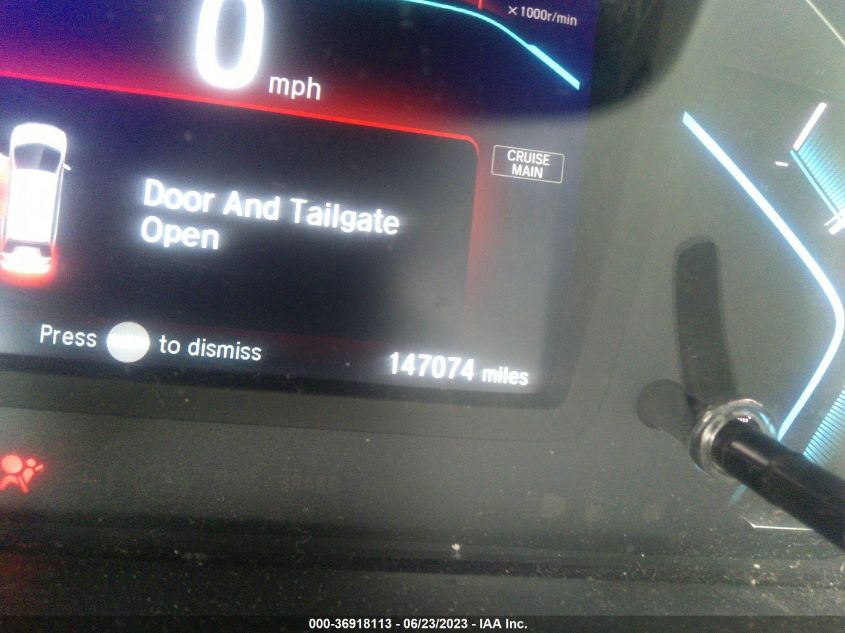 0
mph
×1000r/min
CRUISE
MAIN
Door And Tailgate
Open
Press to dismiss
147074 miles
000-36918113 - 06/23/2023 - IAA Inc.